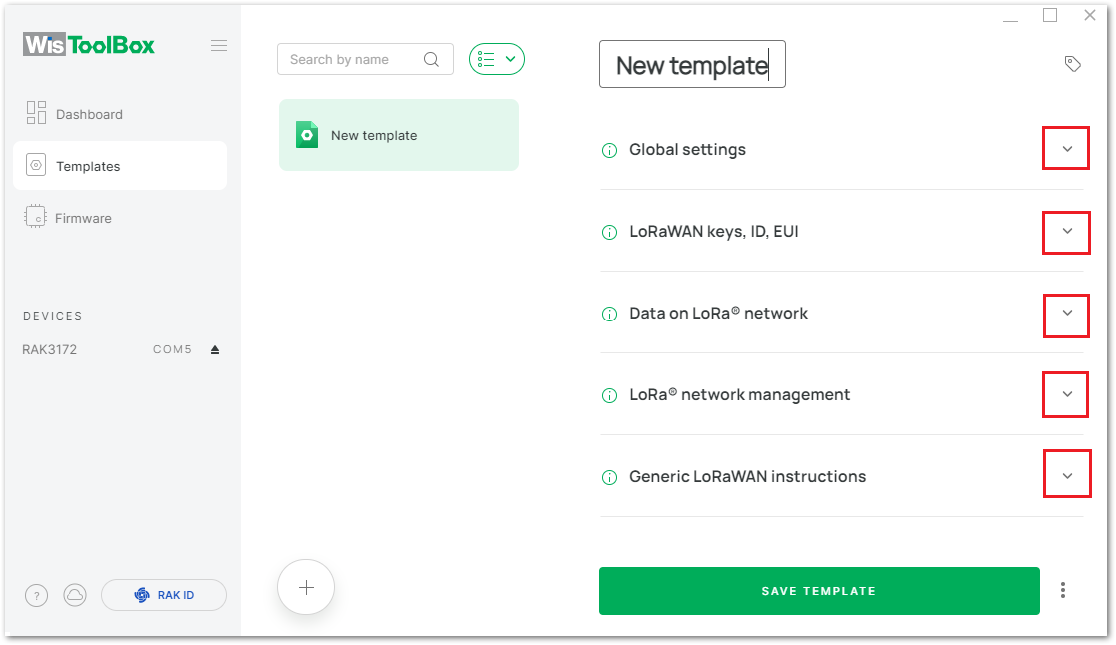 WisToolBox
Dashboard
Templates
Firmware
DEVICES
RAK3172 COM5
?
RAK ID
Search by name
New template
New template
Global settings
LoRaWAN keys, ID, EUI
Data on LoRa® network
LoRa® network management
Generic LoRaWAN instructions
SAVE TEMPLATE